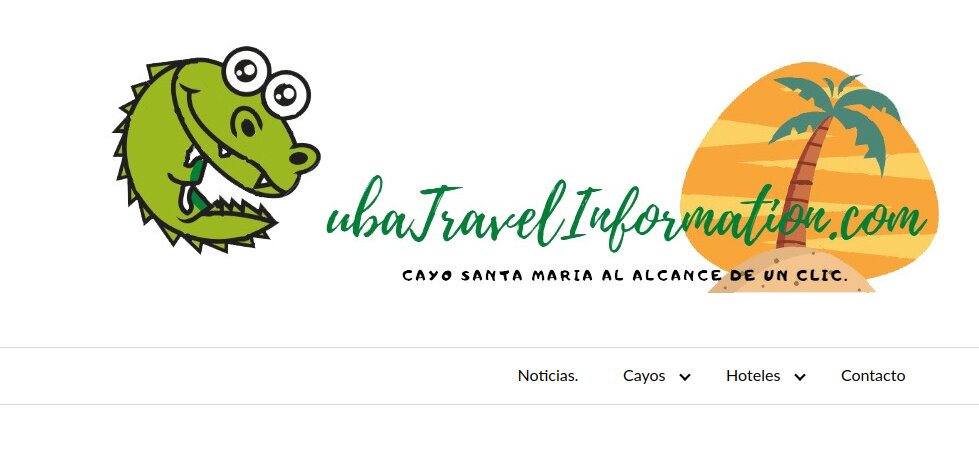 ubaTravelInformation.com
CAYO SANTA MARIA AL ALCANCE DE UN CLIC.
Noticias. Cayos Hoteles Contacto